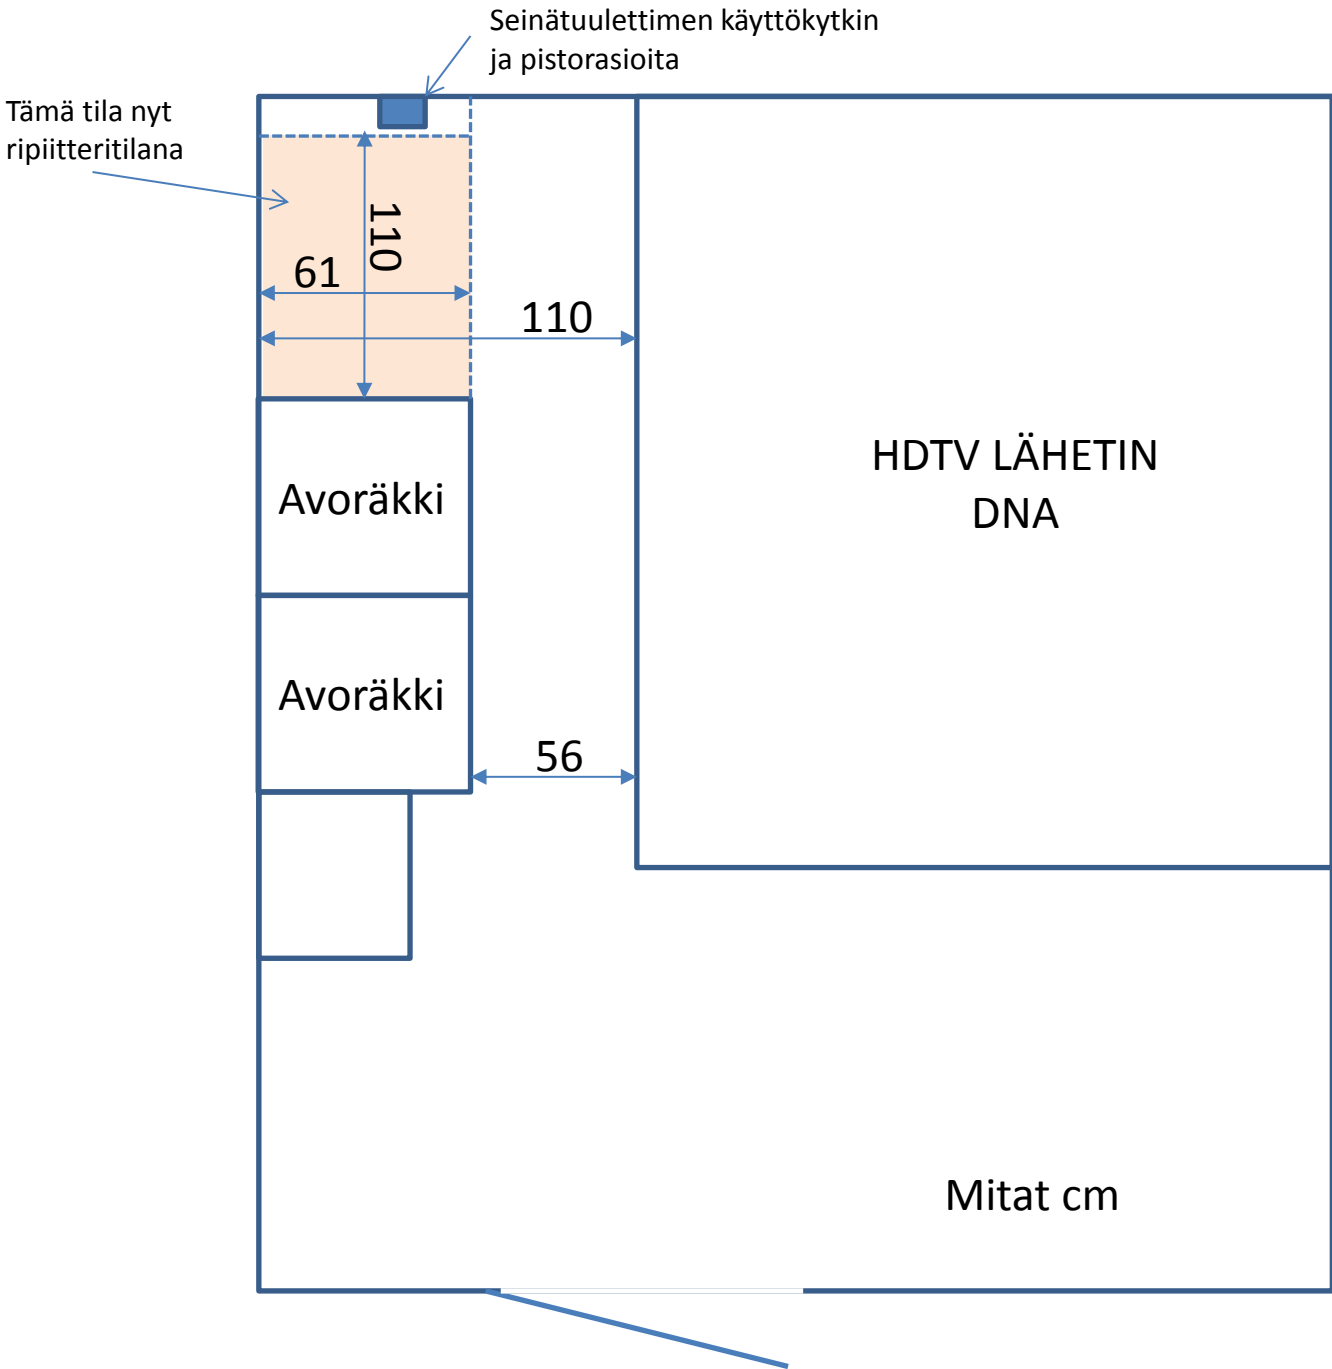 Seinätuulettimen käyttökytkin
ja pistorasioita
Tämä tila nyt
ripiitteritilana
110
61
110
HDTV LÄHETIN
DNA
Avoräkki
Avoräkki
56
Mitat cm